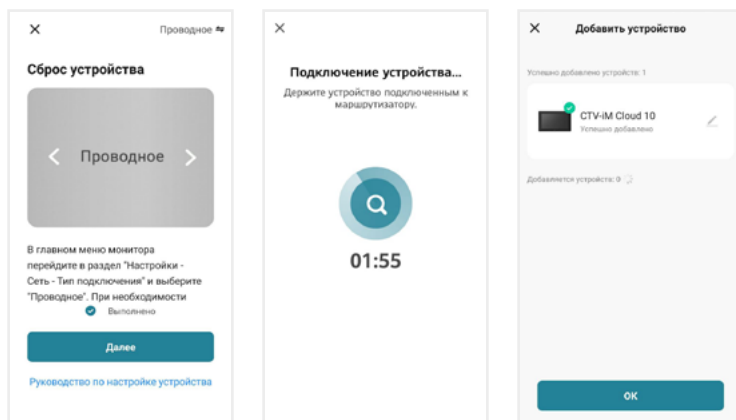 Проводное
Сброс устройства
Проводное
В главном меню монитора
перейдите в раздел "Настройки -
Сеть - Тип подключения" и выберите
"Проводное". При необходимости
Выполнено
Далее
Руководство по настройке устройства
Подключение устройства...
Держите устройство подключенным к
маршрутизатору.
01:55
Добавить устройство
Успешно добавлено устройств: 1
CTV-iM Cloud 10
Успешно добавлено
Добавляется устройств: 0
ОК